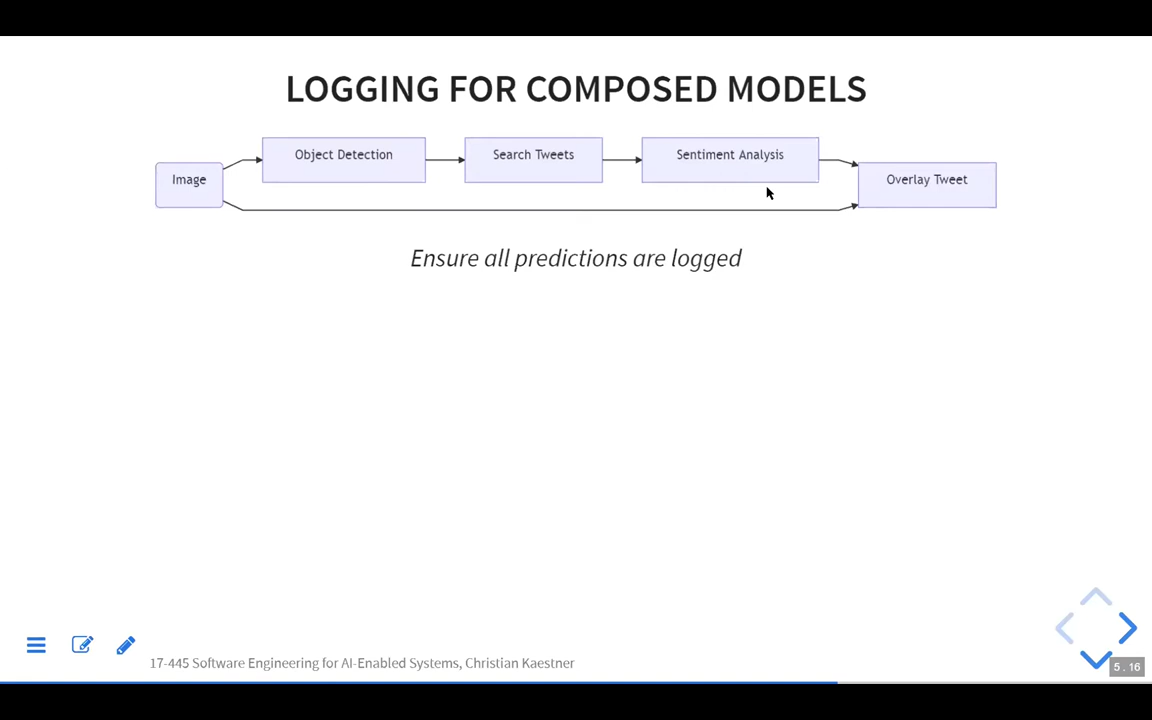 LOGGING FOR COMPOSED MODELS
Object Detection
Search Tweets
Sentiment Analysis
Image
Overlay Tweet
Ensure all predictions are logged
17-445 Software Engineering for AI-Enabled Systems, Christian Kaestner
5 . 16